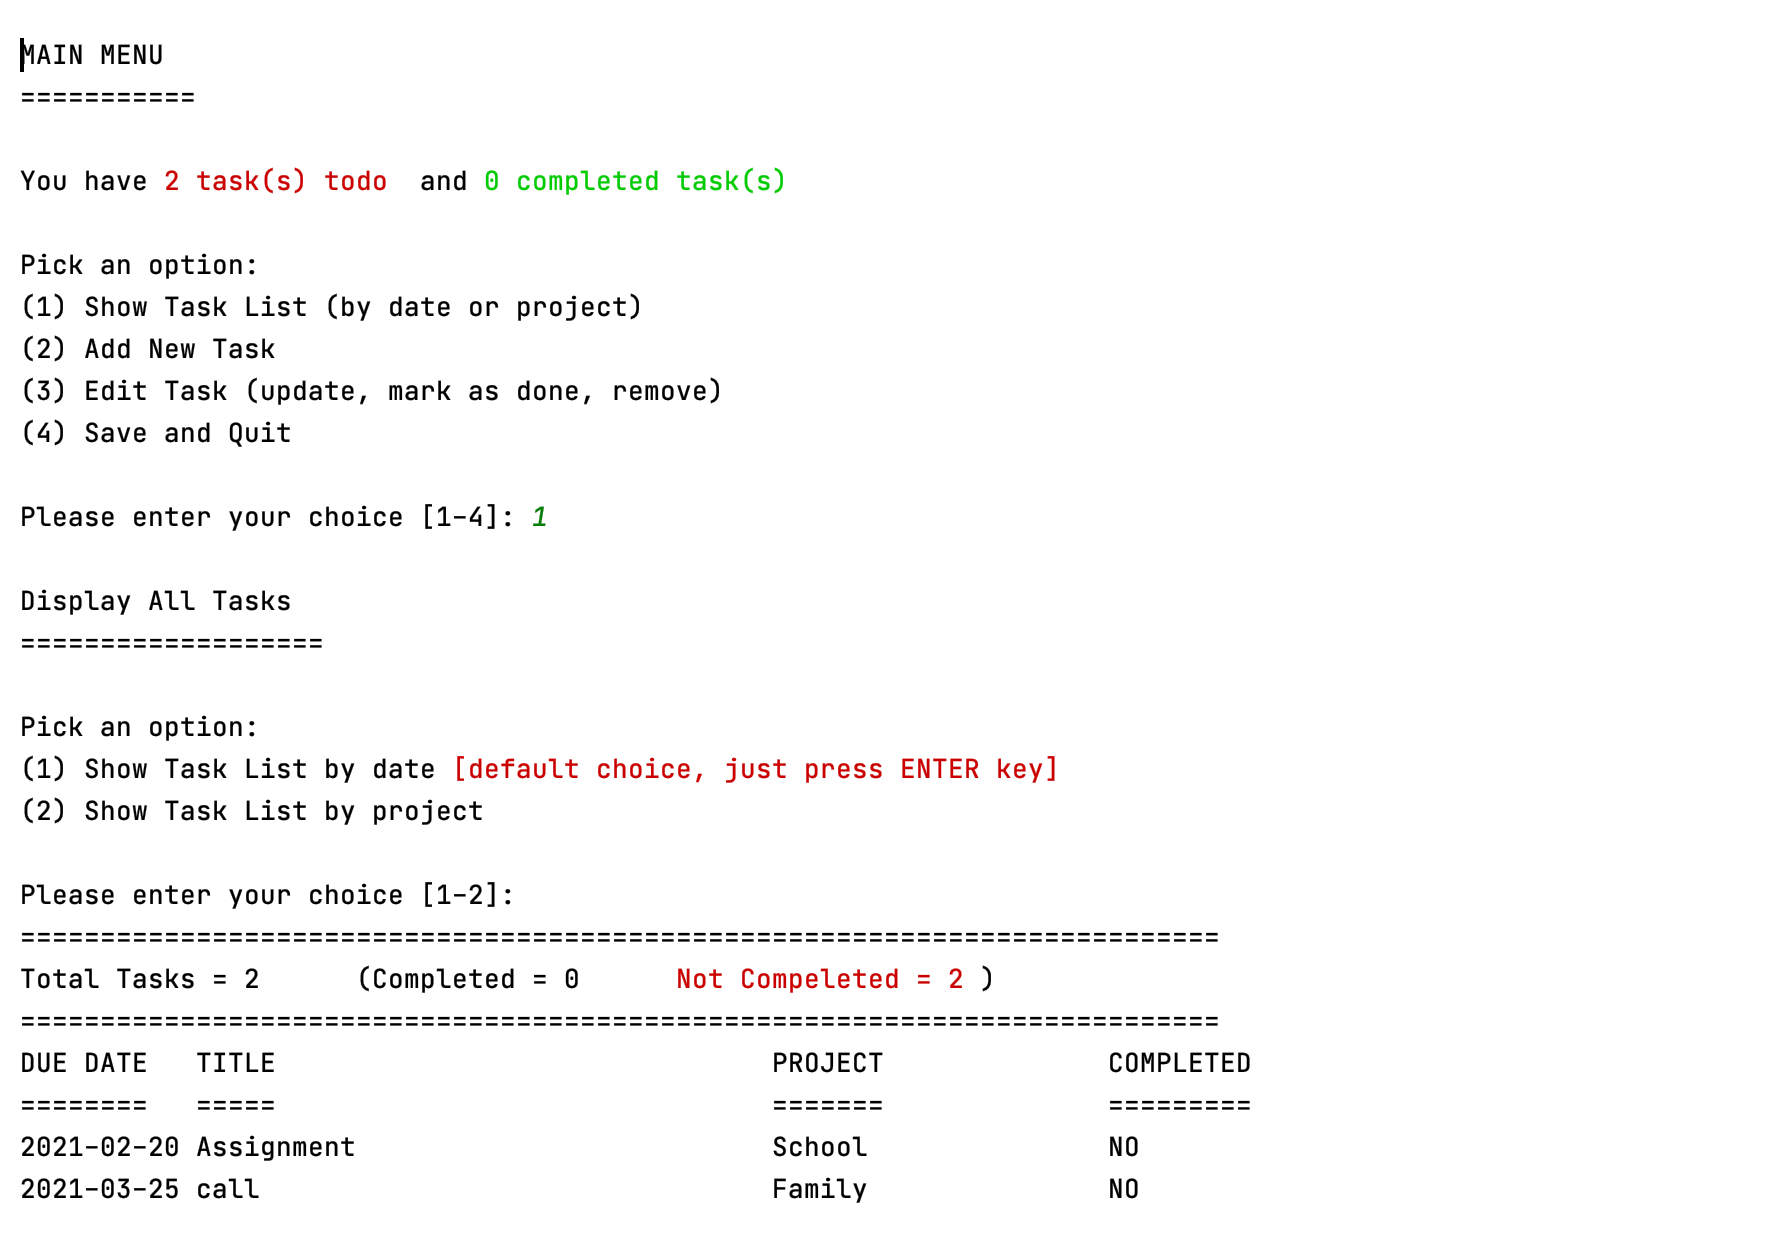 MAIN MENU
===========
You have 2 task(s) todo  and 0 completed task(s)
Pick an option:
(1) Show Task List (by date or project)
(2) Add New Task
(3) Edit Task (update, mark as done, remove)
(4) Save and Quit
Please enter your choice [1-4]: 1
Display All Tasks
===================
Pick an option:
(1) Show Task List by date [default choice, just press ENTER key]
(2) Show Task List by project
Please enter your choice [1-2]:
===========================================================================
Total Tasks = 2      (Completed = 0      Not Compeleted = 2 )
===========================================================================
DUE DATE   TITLE                               PROJECT              COMPLETED
========   =====                               =======              =========
2021-02-20 Assignment                          School               NO
2021-03-25 call                                Family               NO